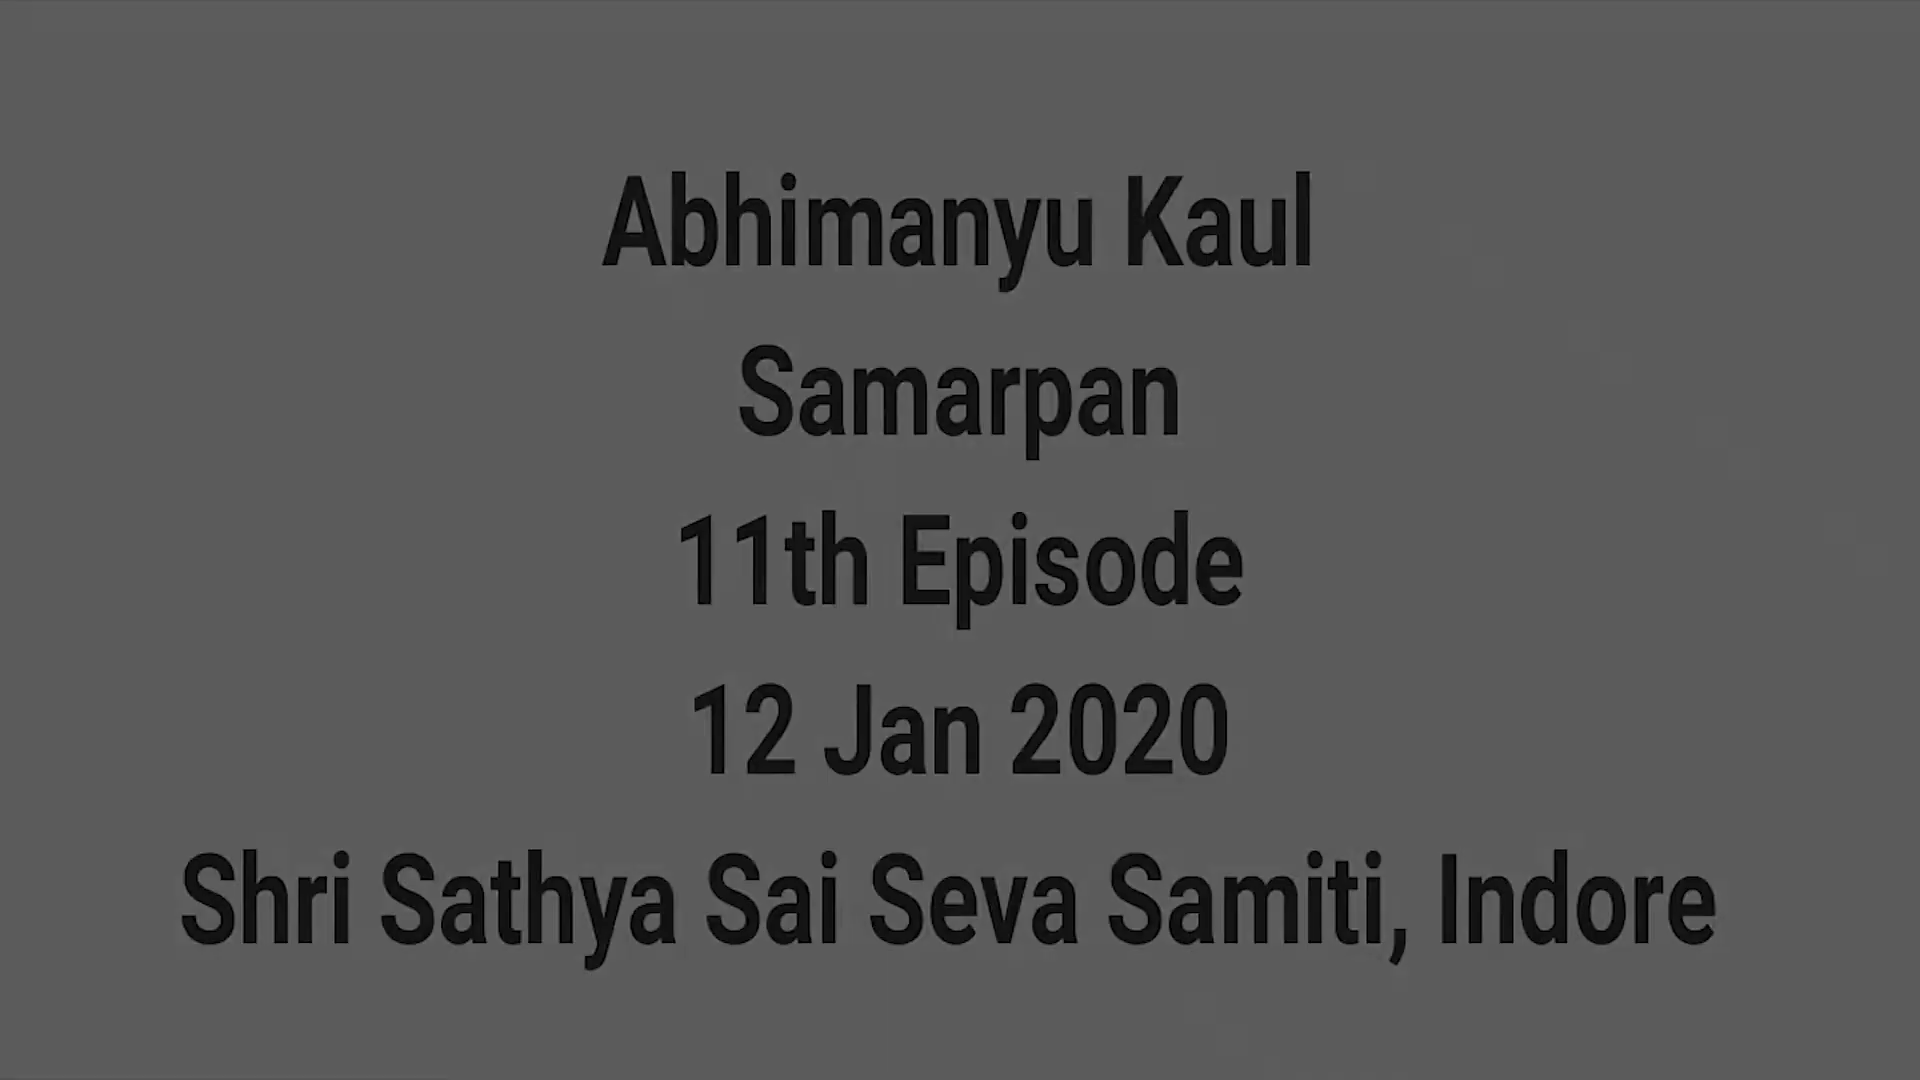 Abhimanyu Kaul
Samarpan
11th Episode
12 Jan 2020
Shri Sathya Sai Seva Samiti, Indore